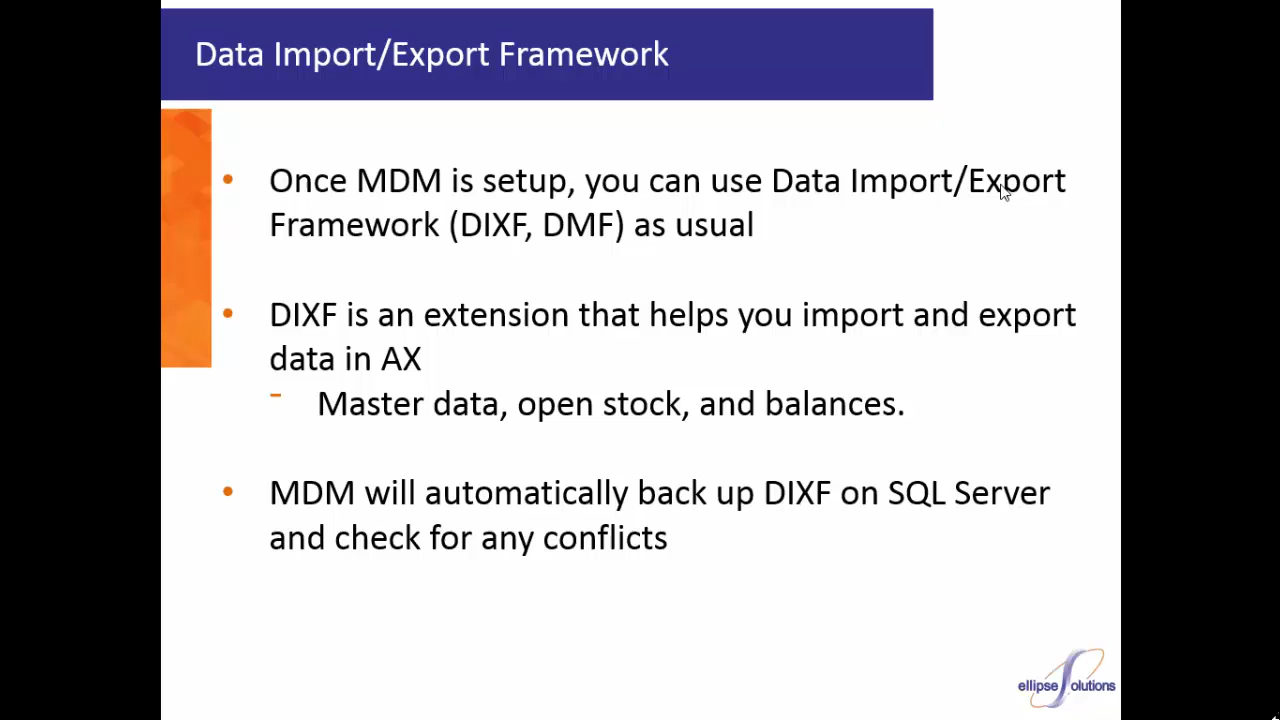 Data Import/Export Framework
• Once MDM is setup, you can use Data Import/Export
Framework (DIXF, DMF) as usual
• DIXF is an extension that helps you import and export
data in AX
- Master data, open stock, and balances.
• MDM will automatically back up DIXF on SQL Server
and check for any conflicts
ellipse Solutions